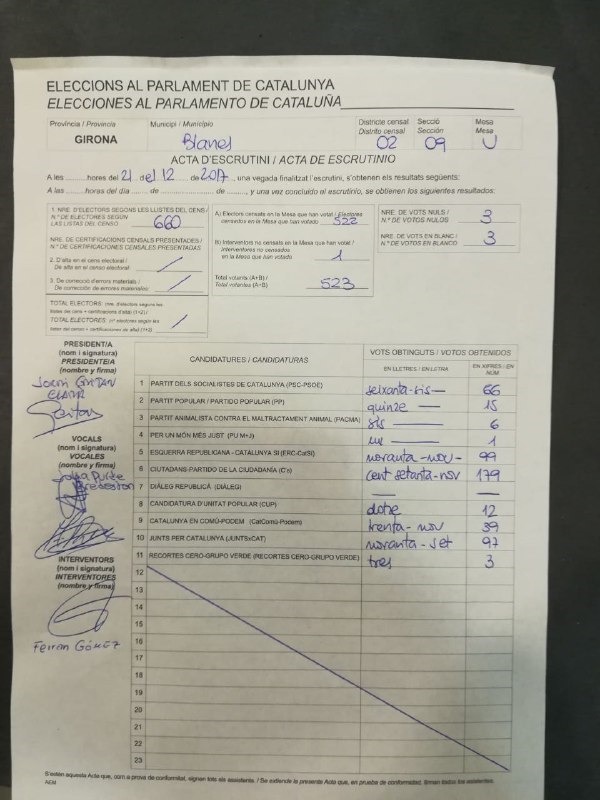 ELECCIONS AL PARLAMENT DE CATALUNYA
ELECCIONES AL PARLAMENTO DE CATALUÑA
Província / Provincia Municipi / Municipio Districte censal Secció Mesa
Distrito censal Sección Mesa
GIRONA Blanes 02 09 U
ACTA D'ESCRUTINI / ACTA DE ESCRUTINIO
A les hores del 21 del 12 de 2017, una vegada finalitzat l'escrutini, s'obtenen els resultats següents:
A las horas del día de de, y una vez concluido el escrutinio, se obtienen los siguientes resultados:
1. NRE. D'ELECTORS SEGONS LES LLISTES DEL CENS /
N.º DE ELECTORES SEGÚN
LAS LISTAS DEL CENSO 660
NRE. DE CERTIFICACIONS CENSALS PRESENTADES /
N.º DE CERTIFICACIONES CENSALES PRESENTADAS
2. D'alta en el cens electoral /
De alta en el censo electoral: /
3. De correcció d'errors materials /
De corrección de errores materiales: /
TOTAL ELECTORS: (nre. d'electors segons les
llistes del cens + certificacions d'alta) (1+2) /
TOTAL ELECTORES: (n.º electores según las
listas del censo + certificaciones de alta) (1+2) /
A) Electors censats en la Mesa que han votat / Electores
censados en la Mesa que han votado 522
B) Interventors no censats en la Mesa que han votat /
Interventores no censados
en la Mesa que han votado 1
Total votants (A+B) /
Total votantes (A+B) 523
NRE. DE VOTS NULS /
N.º DE VOTOS NULOS 3
NRE. DE VOTS EN BLANC /
N.º DE VOTOS EN BLANCO 3
PRESIDENT/A
(nom i signatura)
PRESIDENTE/A
(nombre y firma)
VOCALS
(nom i signatura)
VOCALES
(nombre y firma)
INTERVENTORS
(nom i signatura)
INTERVENTORES
(nombre y firma)
Ferran Gómez
CANDIDATURES / CANDIDATURAS VOTS OBTINGUTS / VOTOS OBTENIDOS
EN LLETRES / EN LETRA EN XIFRES / EN NÚM
1 PARTIT DELS SOCIALISTES DE CATALUNYA (PSC-PSOE) seixanta-sis 66
2 PARTIT POPULAR / PARTIDO POPULAR (PP) quinze 15
3 PARTIT ANIMALISTA CONTRA EL MALTRACTAMENT ANIMAL (PACMA) sis 6
4 PER UN MÓN MÉS JUST (PUM+J) un 1
5 ESQUERRA REPUBLICANA - CATALUNYA SÍ (ERC-CatSí) noranta-nou 99
6 CIUTADANS-PARTIDO DE LA CIUDADANÍA (C's) cent setanta-nou 179
7 DIÀLEG REPUBLICÀ (DIÀLEG) — —
8 CANDIDATURA D'UNITAT POPULAR (CUP) dotze 12
9 CATALUNYA EN COMÚ-PODEM (CatComú-Podem) trenta-nou 39
10 JUNTS PER CATALUNYA (JUNTSxCAT) noranta-set 97
11 RECORTES CERO-GRUPO VERDE (RECORTES CERO-GRUPO VERDE) tres 3
12
13
14
15
16
17
18
19
20
21
22
23
S'estén aquesta Acta que, com a prova de conformitat, signen tots els assistents. / Se extiende la presente Acta que, en prueba de conformidad, firman todos los asistentes.